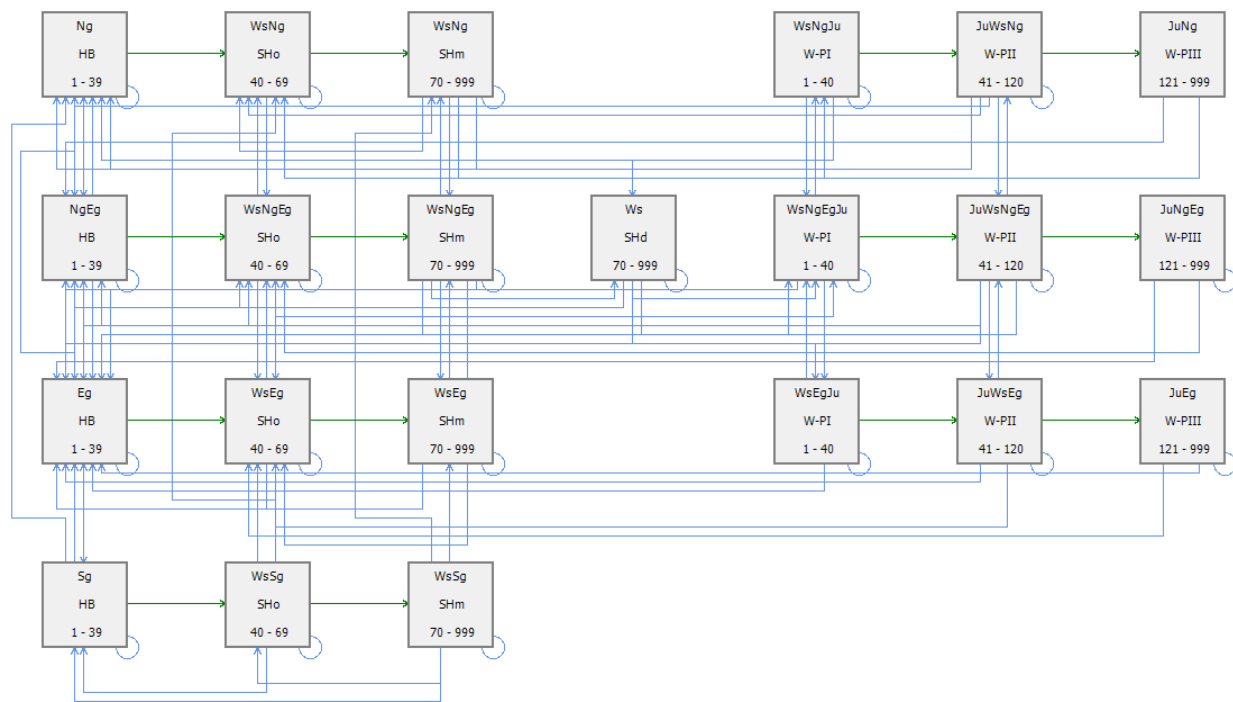 Ng
HB
1 - 39
WsNg
SHo
40 - 69
WsNg
SHm
70 - 999
WsNgJu
W-PI
1 - 40
JuWsNg
W-PII
41 - 120
JuNg
W-PIII
121 - 999
NgEg
HB
1 - 39
WsNgEg
SHo
40 - 69
WsNgEg
SHm
70 - 999
Ws
SHd
70 - 999
WsNgEgJu
W-PI
1 - 40
JuWsNgEg
W-PII
41 - 120
JuNgEg
W-PIII
121 - 999
Eg
HB
1 - 39
WsEg
SHo
40 - 69
WsEg
SHm
70 - 999
WsEgJu
W-PI
1 - 40
JuWsEg
W-PII
41 - 120
JuEg
W-PIII
121 - 999
Sg
HB
1 - 39
WsSg
SHo
40 - 69
WsSg
SHm
70 - 999